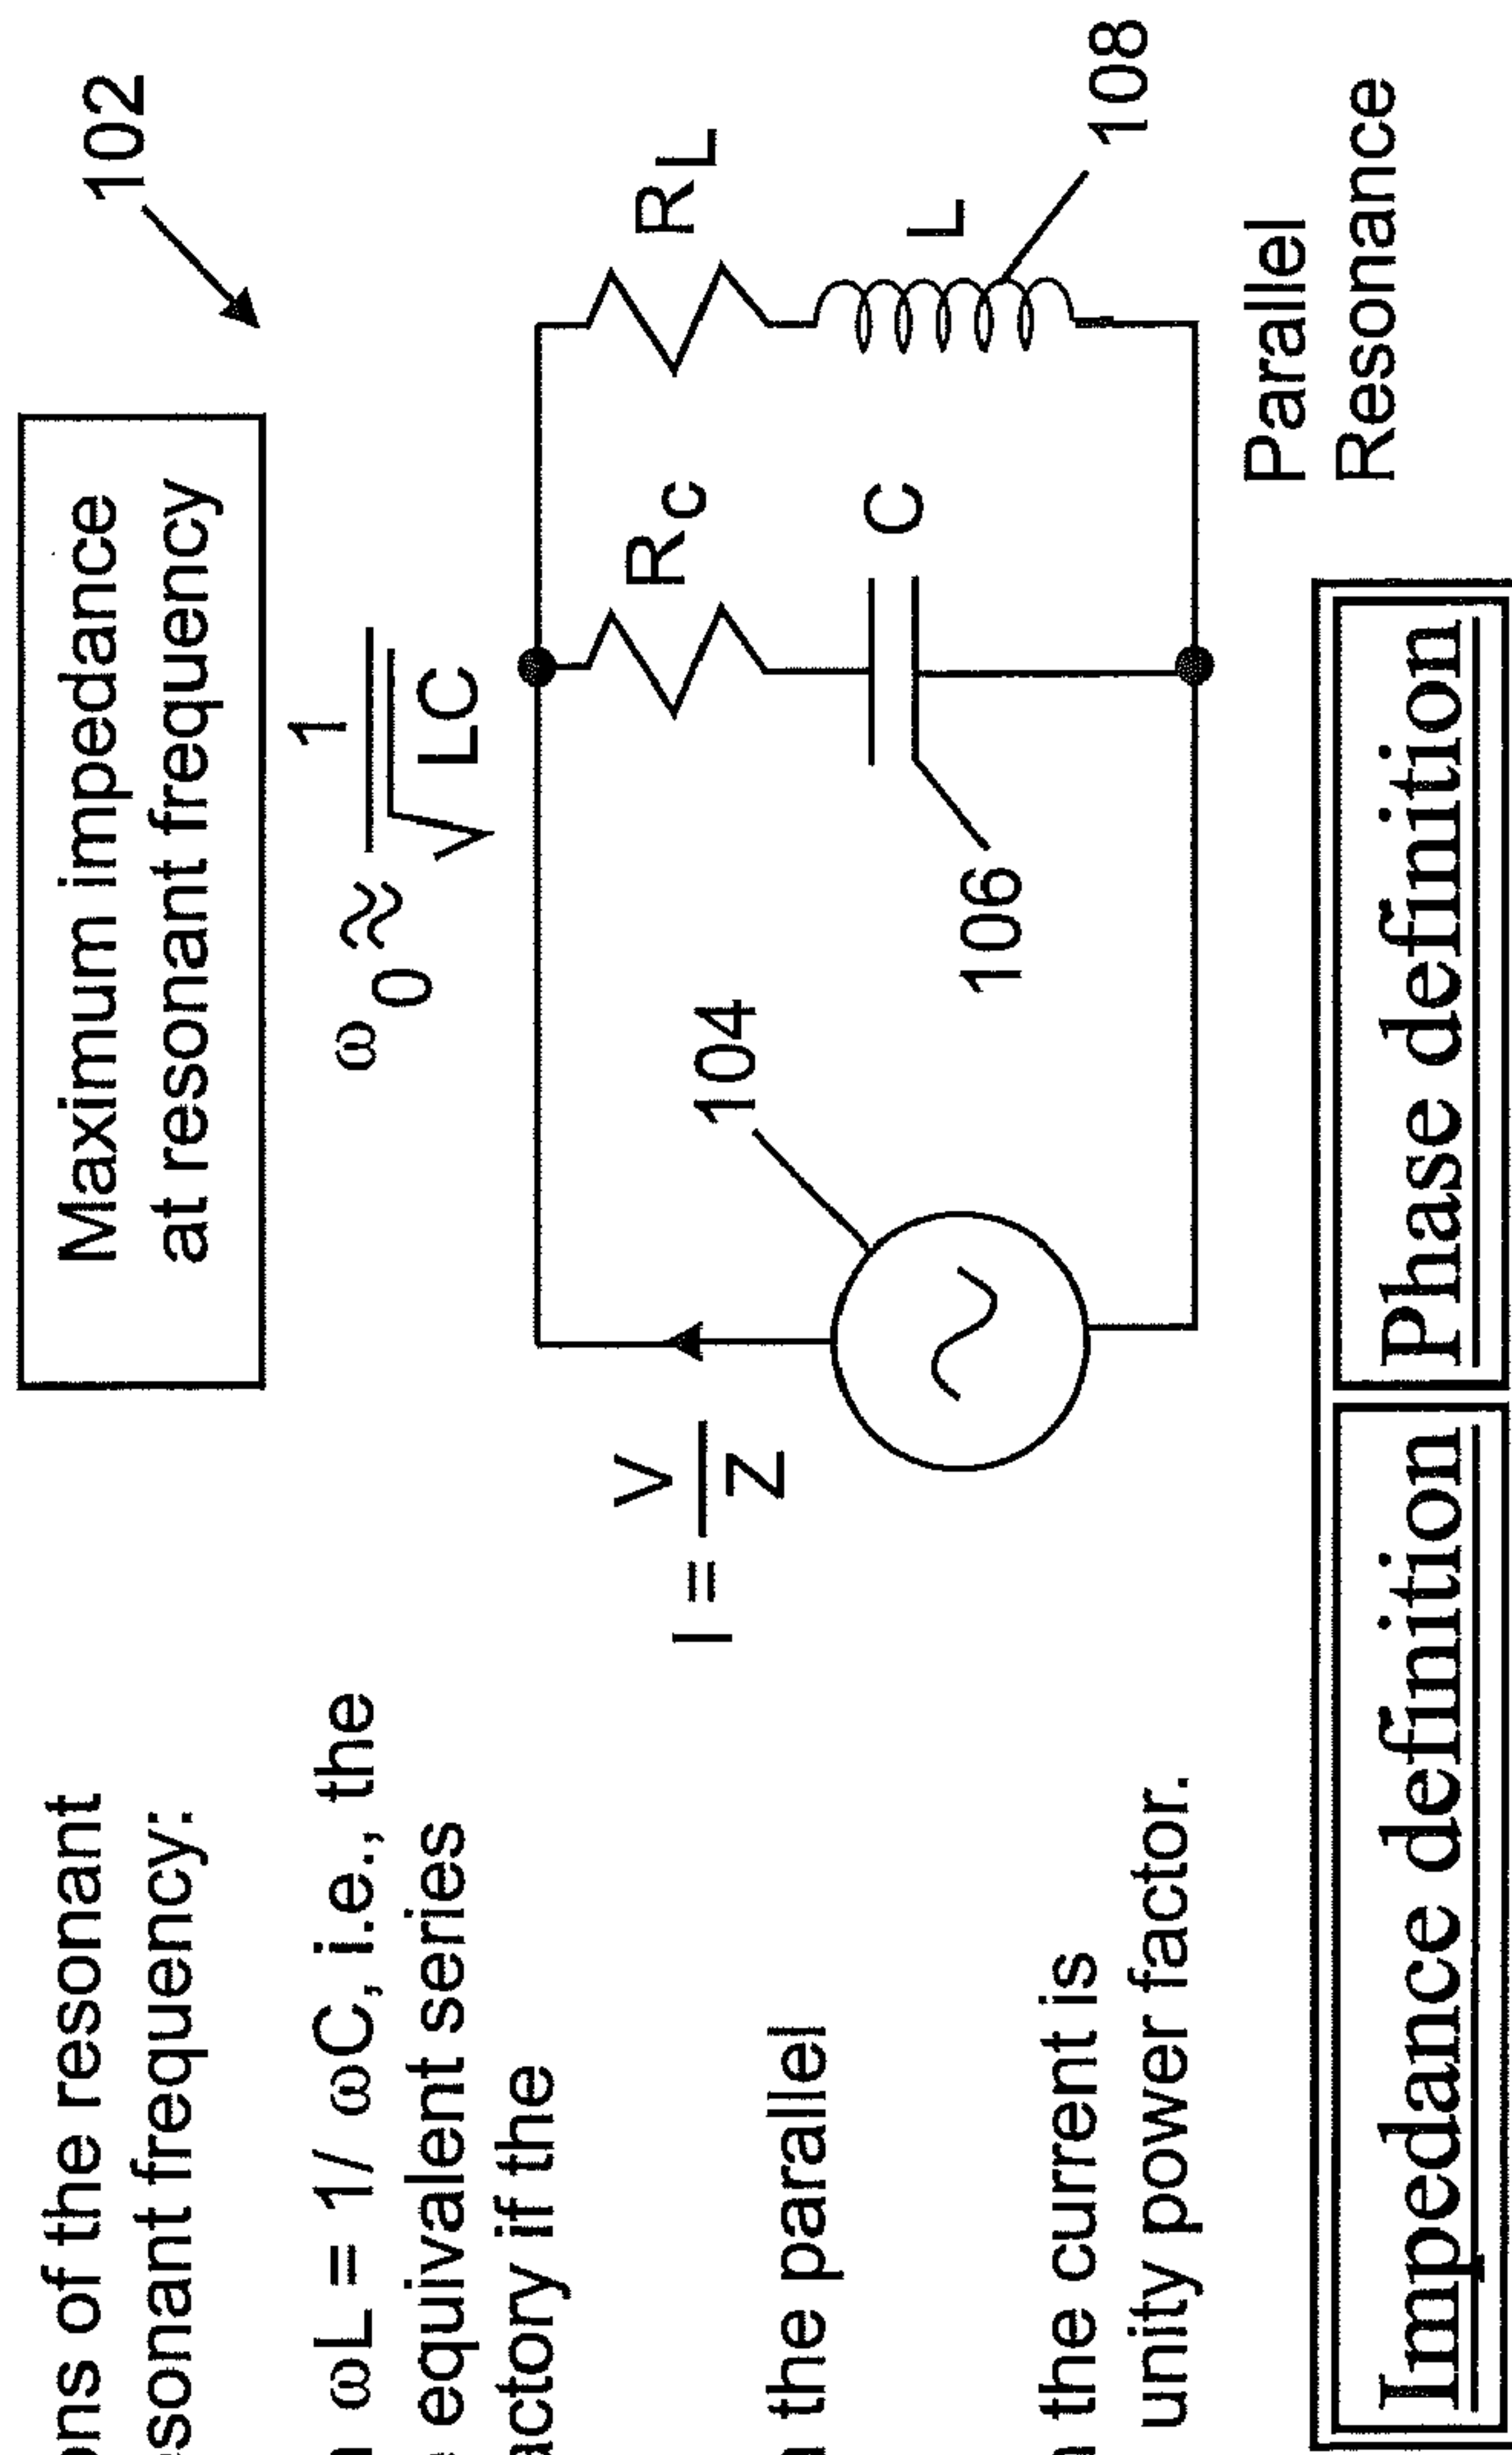 ons of the resonant
sonant frequency:
ωL = 1/ ωC, i.e., the
equivalent series
actory if the
the parallel
the current is
unity power factor.
Maximum impedance
at resonant frequency
102
ω0 ≈ 1
√LC
I = V
Z
104
RC
RL
106
C
L
108
Parallel
Resonance
Impedance definition
Phase definition